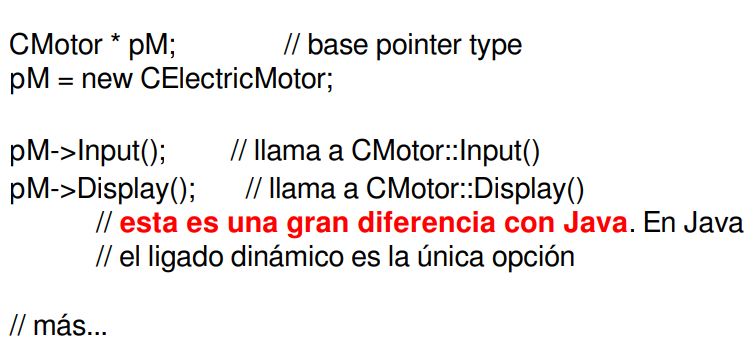 CMotor * pM; // base pointer type
pM = new CElectricMotor;
pM->Input(); // llama a CMotor::Input()
pM->Display(); // llama a CMotor::Display()
// esta es una gran diferencia con Java. En Java
// el ligado dinámico es la única opción
// más...